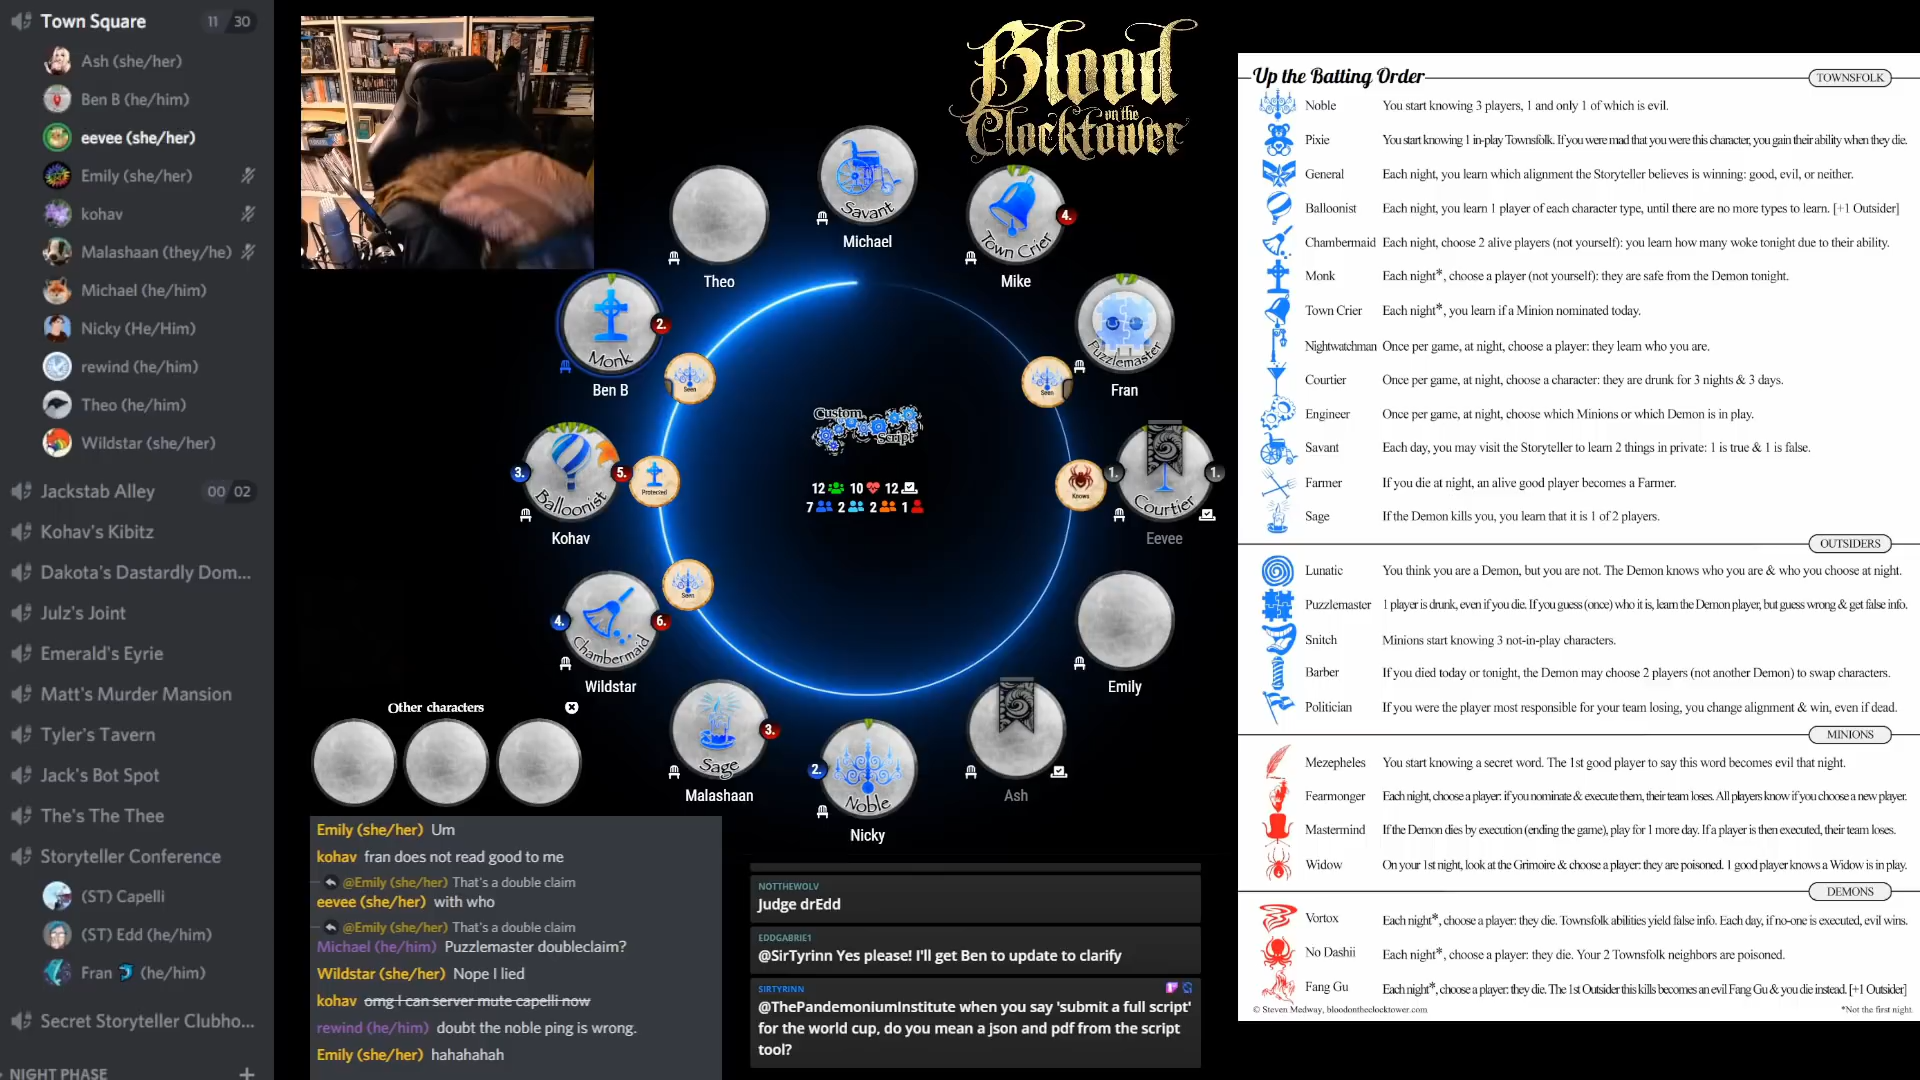 Town Square 11 30
Ash (she/her)
Ben B (he/him)
eevee (she/her)
Emily (she/her)
kohav
Malashaan (they/he)
Michael (he/him)
Nicky (He/Him)
rewind (he/him)
Theo (he/him)
Wildstar (she/her)
Jackstab Alley 00 02
Kohav's Kibitz
Dakota's Dastardly Dom...
Julz's Joint
Emerald's Eyrie
Matt's Murder Mansion
Tyler's Tavern
Jack's Bot Spot
The's The Thee
Storyteller Conference
(ST) Capelli
(ST) Edd (he/him)
Fran (he/him)
Secret Storyteller Clubho...
NIGHT PHASE +
Blood
on the
Clocktower
Savant
Michael
Town Crier
4.
Mike
Theo
Monk
2.
Ben B
Seen
Puzzlemaster
Fran
Seen
Custom
Script
12 10 12
7 2 2 1
3.
Balloonist
5.
Protected
Kohav
Knows
1.
Courtier
1.
Eevee
Seen
4.
Chambermaid
6.
Wildstar
Emily
Other characters
Sage
3.
Malashaan
2.
Noble
Nicky
Ash
Emily (she/her) Um
kohav fran does not read good to me
@Emily (she/her) That's a double claim
eevee (she/her) with who
@Emily (she/her) That's a double claim
Michael (he/him) Puzzlemaster doubleclaim?
Wildstar (she/her) Nope I lied
kohav omg I can server mute capelli now
rewind (he/him) doubt the noble ping is wrong.
Emily (she/her) hahahahah
NOTTHEWOLV
Judge drEdd
EDDGABRIE1
@SirTyrinn Yes please! I'll get Ben to update to clarify
SIRTYRINN
@ThePandemoniumInstitute when you say 'submit a full script'
for the world cup, do you mean a json and pdf from the script
tool?
Up the Batting Order
TOWNSFOLK
Noble You start knowing 3 players, 1 and only 1 of which is evil.
Pixie You start knowing 1 in-play Townsfolk. If you were mad that you were this character, you gain their ability when they die.
General Each night, you learn which alignment the Storyteller believes is winning: good, evil, or neither.
Balloonist Each night, you learn 1 player of each character type, until there are no more types to learn. [+1 Outsider]
Chambermaid Each night, choose 2 alive players (not yourself): you learn how many woke tonight due to their ability.
Monk Each night*, choose a player (not yourself): they are safe from the Demon tonight.
Town Crier Each night*, you learn if a Minion nominated today.
Nightwatchman Once per game, at night, choose a player: they learn who you are.
Courtier Once per game, at night, choose a character: they are drunk for 3 nights & 3 days.
Engineer Once per game, at night, choose which Minions or which Demon is in play.
Savant Each day, you may visit the Storyteller to learn 2 things in private: 1 is true & 1 is false.
Farmer If you die at night, an alive good player becomes a Farmer.
Sage If the Demon kills you, you learn that it is 1 of 2 players.
OUTSIDERS
Lunatic You think you are a Demon, but you are not. The Demon knows who you are & who you choose at night.
Puzzlemaster 1 player is drunk, even if you die. If you guess (once) who it is, learn the Demon player, but guess wrong & get false info.
Snitch Minions start knowing 3 not-in-play characters.
Barber If you died today or tonight, the Demon may choose 2 players (not another Demon) to swap characters.
Politician If you were the player most responsible for your team losing, you change alignment & win, even if dead.
MINIONS
Mezepheles You start knowing a secret word. The 1st good player to say this word becomes evil that night.
Fearmonger Each night, choose a player: if you nominate & execute them, their team loses. All players know if you choose a new player.
Mastermind If the Demon dies by execution (ending the game), play for 1 more day. If a player is then executed, their team loses.
Widow On your 1st night, look at the Grimoire & choose a player: they are poisoned. 1 good player knows a Widow is in play.
DEMONS
Vortox Each night*, choose a player: they die. Townsfolk abilities yield false info. Each day, if no-one is executed, evil wins.
No Dashii Each night*, choose a player: they die. Your 2 Townsfolk neighbors are poisoned.
Fang Gu Each night*, choose a player: they die. The 1st Outsider this kills becomes an evil Fang Gu & you die instead. [+1 Outsider]
© Steven Medway, bloodontheclocktower.com *Not the first night.